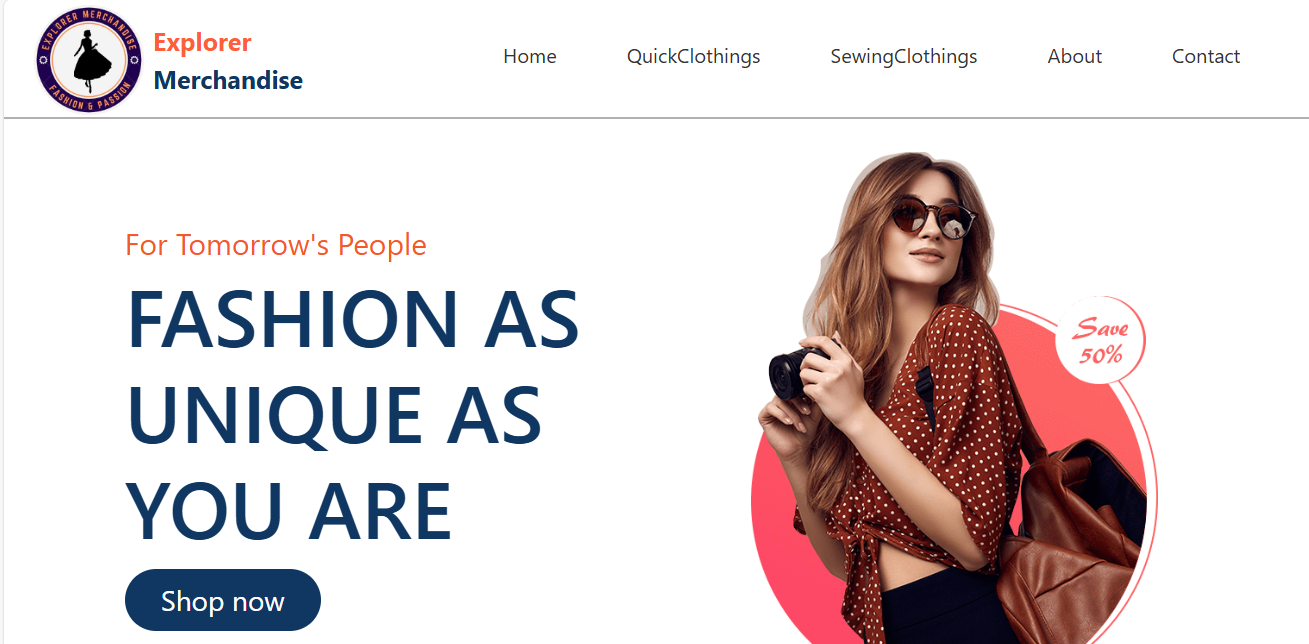 EXPLORER MERCHANDISE
FASHION & PASSION
Explorer
Merchandise
Home
QuickClothings
SewingClothings
About
Contact
For Tomorrow's People
FASHION AS
UNIQUE AS
YOU ARE
Save
50%
Shop now